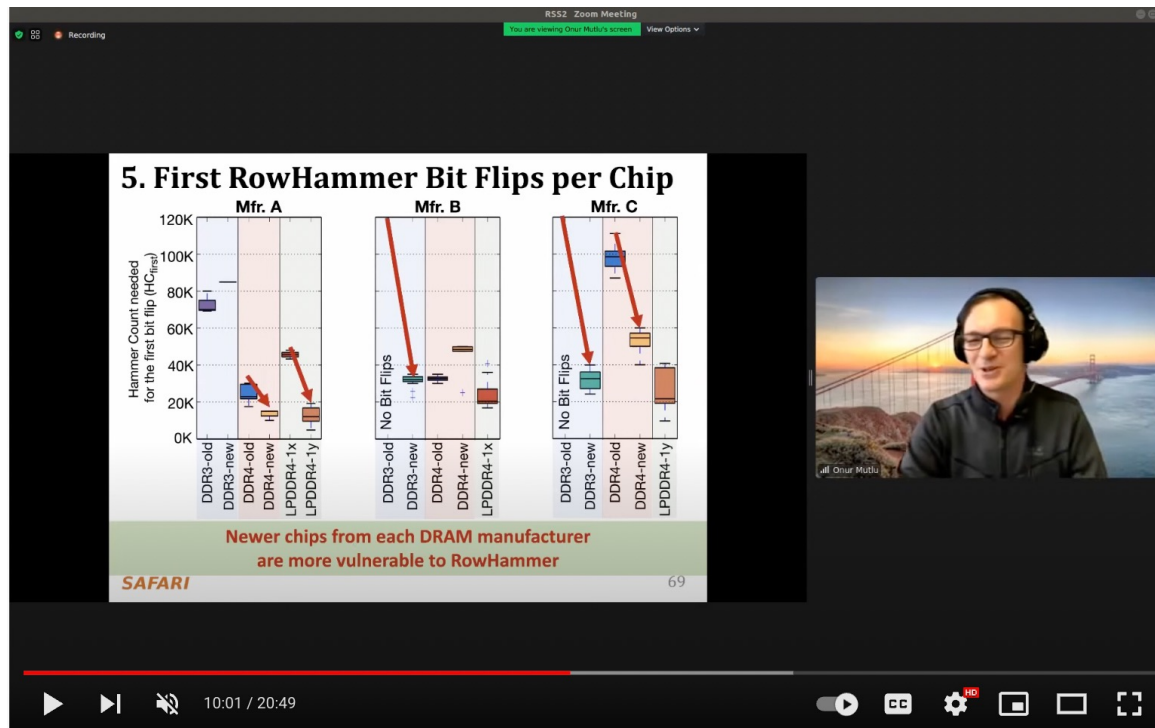 RSS2 Zoom Meeting
Recording
You are viewing Onur Mutlu's screen
View Options
5. First RowHammer Bit Flips per Chip
Mfr. A
Mfr. B
Mfr. C
Hammer Count needed
for the first bit flip (HCfirst)
120K
100K
80K
60K
40K
20K
0K
No Bit Flips
No Bit Flips
DDR3-old
DDR3-new
DDR4-old
DDR4-new
LPDDR4-1x
LPDDR4-1y
DDR3-old
DDR3-new
DDR4-old
DDR4-new
LPDDR4-1x
DDR3-old
DDR3-new
DDR4-old
DDR4-new
LPDDR4-1y
Newer chips from each DRAM manufacturer
are more vulnerable to RowHammer
SAFARI
69
Onur Mutlu
10:01 / 20:49
CC
HD